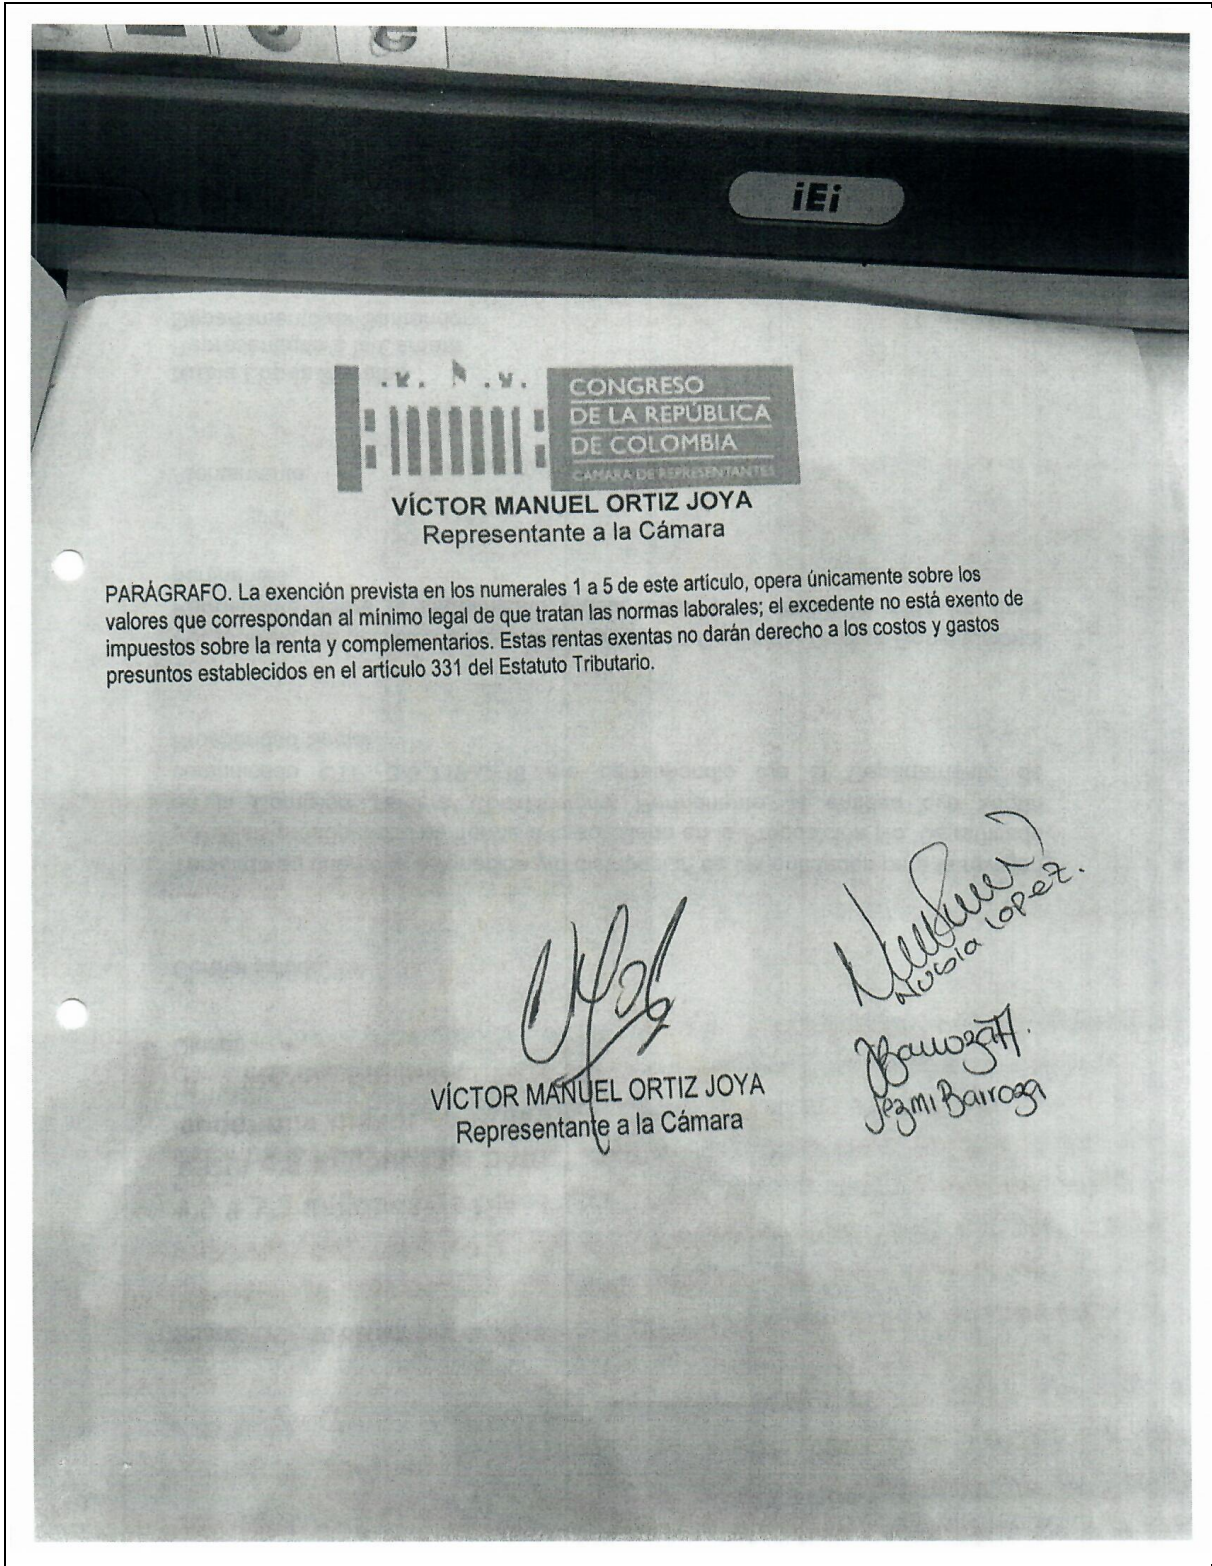 iEi
CONGRESO
DE LA REPÚBLICA
DE COLOMBIA
CÁMARA DE REPRESENTANTES
VÍCTOR MANUEL ORTIZ JOYA
Representante a la Cámara
PARÁGRAFO. La exención prevista en los numerales 1 a 5 de este artículo, opera únicamente sobre los
valores que correspondan al mínimo legal de que tratan las normas laborales; el excedente no está exento de
impuestos sobre la renta y complementarios. Estas rentas exentas no darán derecho a los costos y gastos
presuntos establecidos en el artículo 331 del Estatuto Tributario.
Nubia Lopez.
VÍCTOR MANUEL ORTIZ JOYA
Representante a la Cámara
JBarrozaH.
Jezmi Barroza